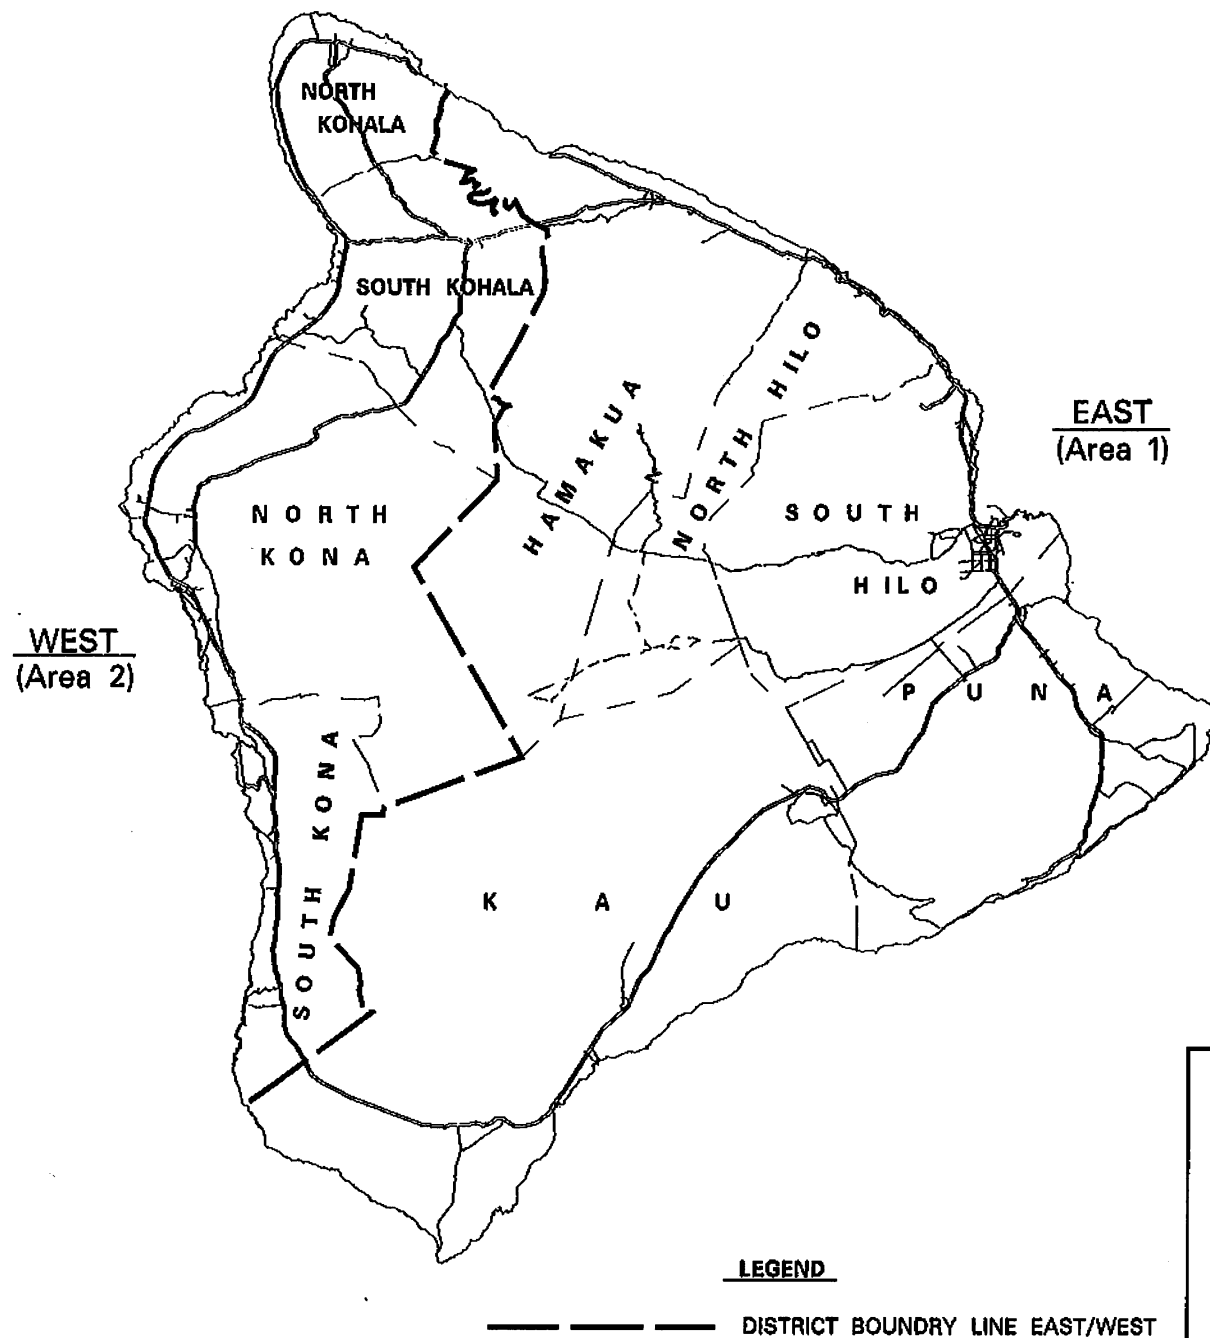 NORTH
KOHALA
SOUTH KOHALA
HAMAKUA
NORTH HILO
EAST
(Area 1)
NORTH
KONA
SOUTH
HILO
WEST
(Area 2)
PUNA
SOUTH KONA
KAU
LEGEND
DISTRICT BOUNDRY LINE EAST/WEST